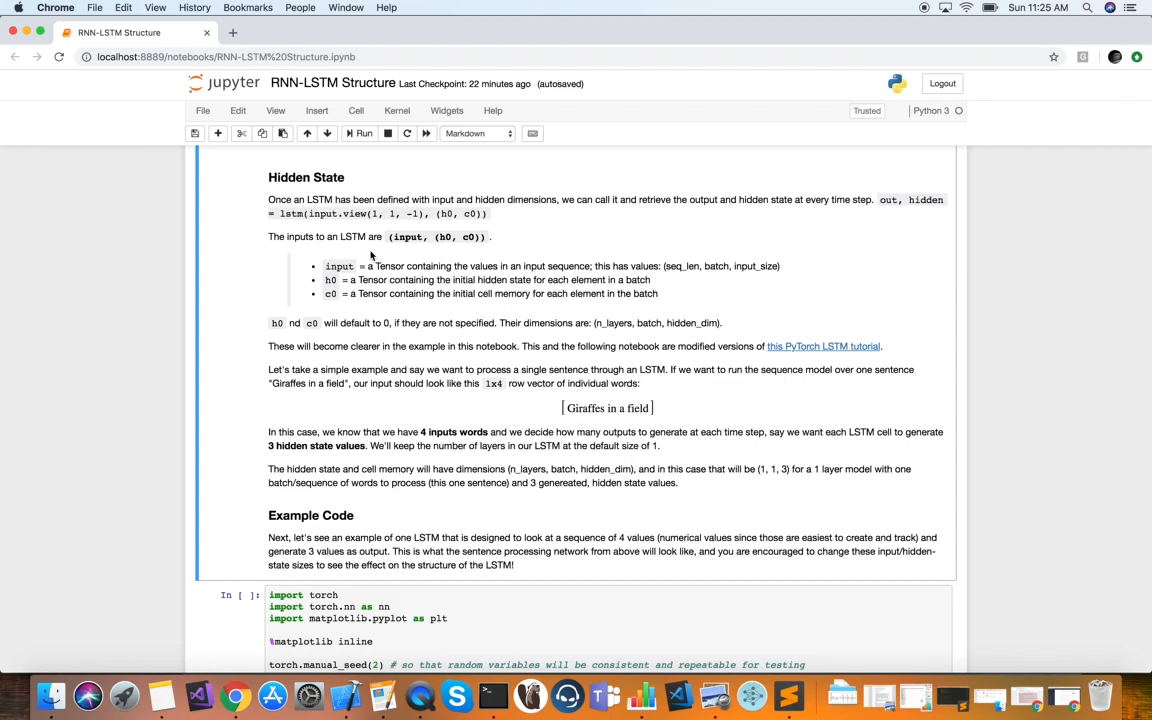 Chrome File Edit View History Bookmarks People Window Help Sun 11:25 AM
RNN-LSTM Structure
localhost:8889/notebooks/RNN-LSTM%20Structure.ipynb
jupyter RNN-LSTM Structure Last Checkpoint: 22 minutes ago (autosaved) Logout
File Edit View Insert Cell Kernel Widgets Help Trusted Python 3
Run Markdown
Hidden State
Once an LSTM has been defined with input and hidden dimensions, we can call it and retrieve the output and hidden state at every time step. out, hidden
= lstm(input.view(1, 1, -1), (h0, c0))
The inputs to an LSTM are (input, (h0, c0)) .
• input = a Tensor containing the values in an input sequence; this has values: (seq_len, batch, input_size)
• h0 = a Tensor containing the initial hidden state for each element in a batch
• c0 = a Tensor containing the initial cell memory for each element in the batch
h0 nd c0 will default to 0, if they are not specified. Their dimensions are: (n_layers, batch, hidden_dim).
These will become clearer in the example in this notebook. This and the following notebook are modified versions of this PyTorch LSTM tutorial.
Let's take a simple example and say we want to process a single sentence through an LSTM. If we want to run the sequence model over one sentence
"Giraffes in a field", our input should look like this 1x4 row vector of individual words:
[ Giraffes in a field ]
In this case, we know that we have 4 inputs words and we decide how many outputs to generate at each time step, say we want each LSTM cell to generate
3 hidden state values. We'll keep the number of layers in our LSTM at the default size of 1.
The hidden state and cell memory will have dimensions (n_layers, batch, hidden_dim), and in this case that will be (1, 1, 3) for a 1 layer model with one
batch/sequence of words to process (this one sentence) and 3 genereated, hidden state values.
Example Code
Next, let's see an example of one LSTM that is designed to look at a sequence of 4 values (numerical values since those are easiest to create and track) and
generate 3 values as output. This is what the sentence processing network from above will look like, and you are encouraged to change these input/hidden-
state sizes to see the effect on the structure of the LSTM!
In [ ]: import torch
import torch.nn as nn
import matplotlib.pyplot as plt
%matplotlib inline
torch.manual_seed(2) # so that random variables will be consistent and repeatable for testing